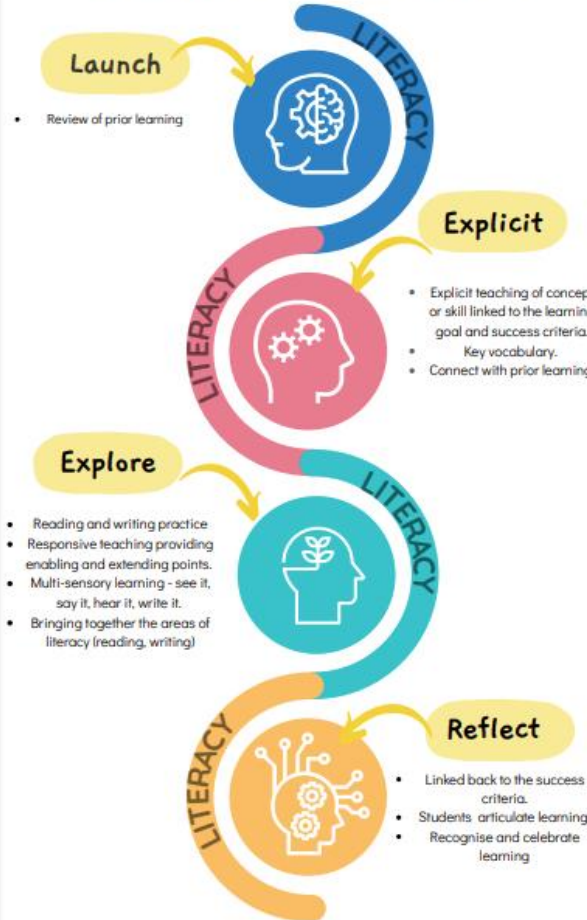 LITERACY
Launch
• Review of prior learning
Explicit
LITERACY
• Explicit teaching of
or skill linked to the
goal and success criteria.
• Key vocabulary.
• Connect with prior
Explore
LITERACY
• Reading and writing practice
• Responsive teaching providing
enabling and extending points.
• Multi-sensory learning - see it,
say it, hear it, write it.
• Bringing together the areas of
literacy (reading, writing)
Reflect
LITERACY
• Linked back to the success
criteria.
• Students articulate learning
• Recognise and celebrate
learning